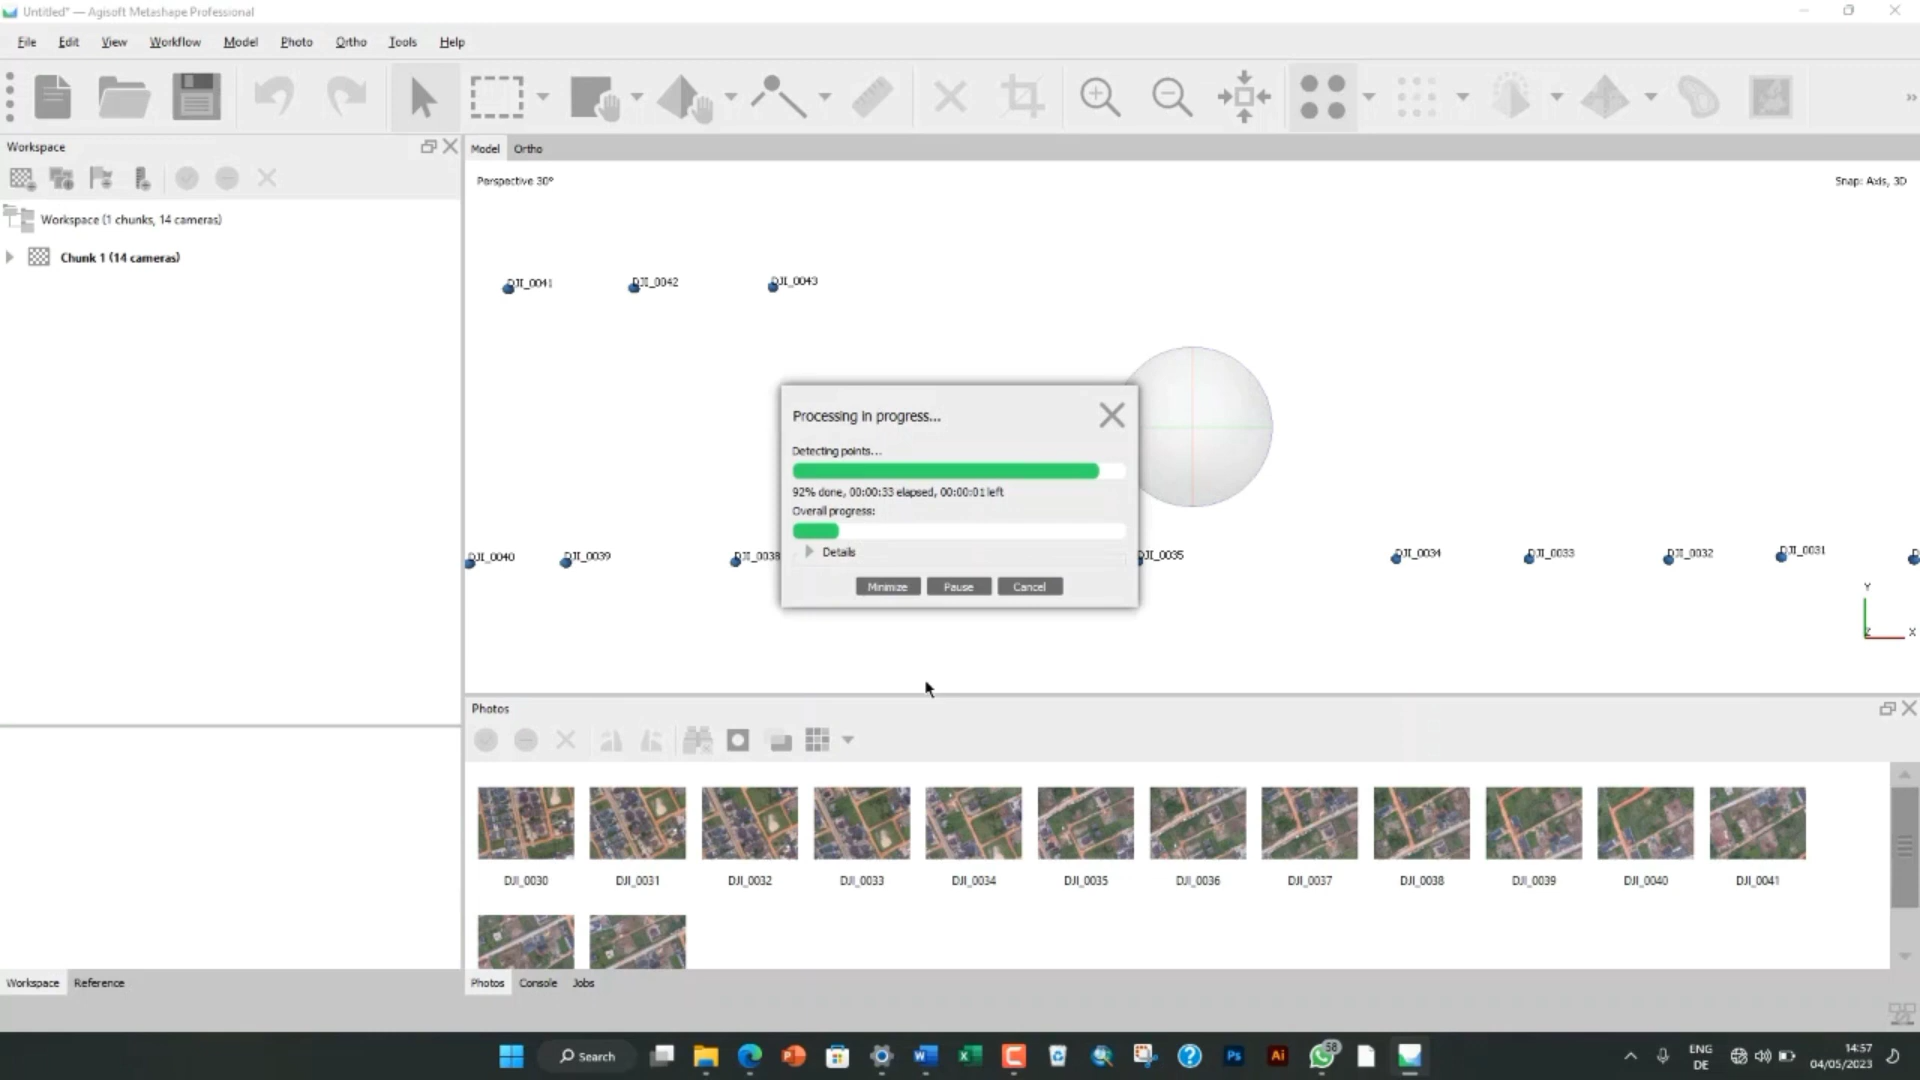 Untitled* — Agisoft Metashape Professional
File Edit View Workflow Model Photo Ortho Tools Help
Workspace
Model Ortho
Perspective 30°
Snap: Axis, 3D
Workspace (1 chunks, 14 cameras)
Chunk 1 (14 cameras)
DJI_0041 DJI_0042 DJI_0043
Processing in progress...
Detecting points...
92% done, 00:00:33 elapsed, 00:00:01 left
Overall progress:
Details
Minimize Pause Cancel
DJI_0040 DJI_0039 DJI_0038 DJI_0035 DJI_0034 DJI_0033 DJI_0032 DJI_0031
Y
Z X
Photos
DJI_0030 DJI_0031 DJI_0032 DJI_0033 DJI_0034 DJI_0035 DJI_0036 DJI_0037 DJI_0038 DJI_0039 DJI_0040 DJI_0041
Workspace Reference
Photos Console Jobs
Search
Ps Ai 58
ENG
DE
14:57
04/05/2023